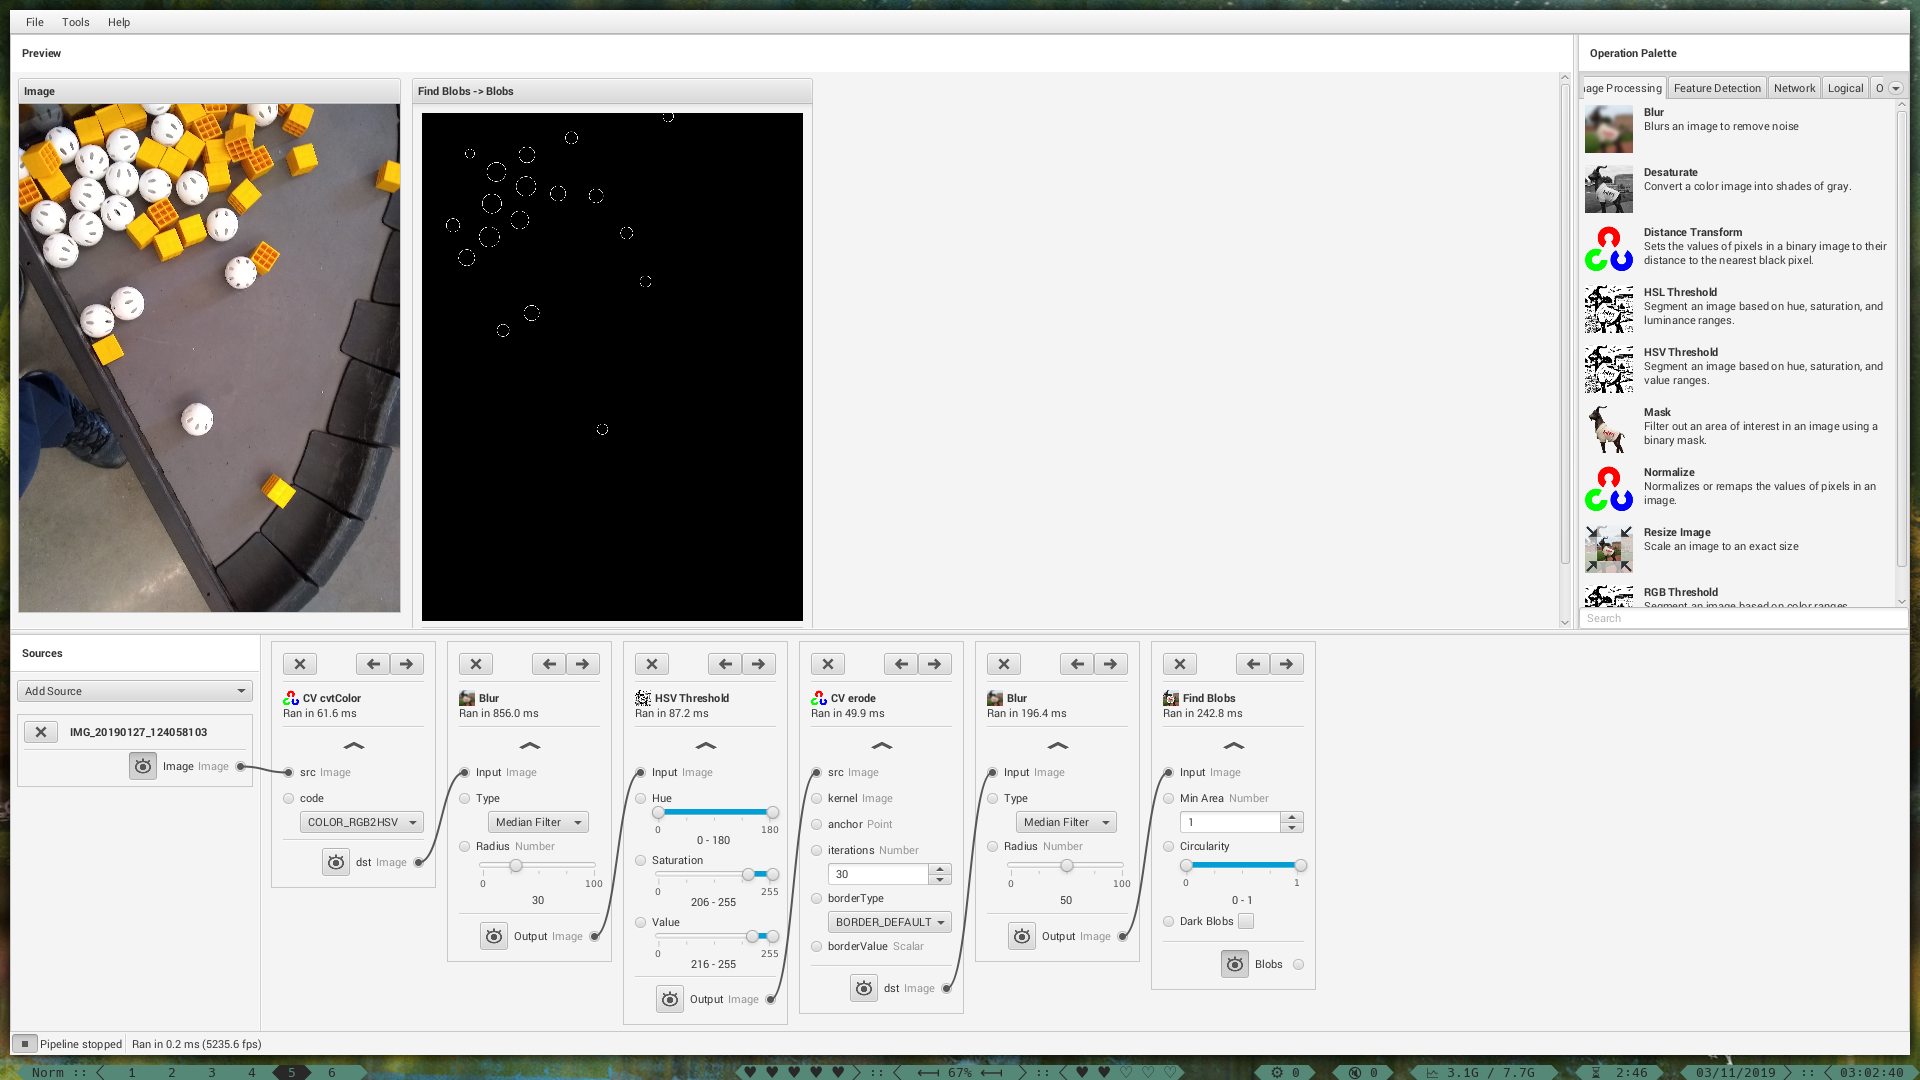 File Tools Help
Preview
Operation Palette
Image
Find Blobs -> Blobs
age Processing Feature Detection Network Logical O
Blur
Blurs an image to remove noise
Desaturate
Convert a color image into shades of gray.
Distance Transform
Sets the values of pixels in a binary image to their
distance to the nearest black pixel.
HSL Threshold
Segment an image based on hue, saturation, and
luminance ranges.
HSV Threshold
Segment an image based on hue, saturation, and
value ranges.
Mask
Filter out an area of interest in an image using a
binary mask.
Normalize
Normalizes or remaps the values of pixels in an
image.
Resize Image
Scale an image to an exact size
RGB Threshold
Segment an image based on color ranges
Search
Sources
Add Source
IMG_20190127_124058103
Image Image
CV cvtColor
Ran in 61.6 ms
src Image
code
COLOR_RGB2HSV
dst Image
Blur
Ran in 856.0 ms
Input Image
Type
Median Filter
Radius Number
0 100
30
Output Image
HSV Threshold
Ran in 87.2 ms
Input Image
Hue
0 180
0 - 180
Saturation
0 255
206 - 255
Value
0 255
216 - 255
Output Image
CV erode
Ran in 49.9 ms
src Image
kernel Image
anchor Point
iterations Number
30
borderType
BORDER_DEFAULT
borderValue Scalar
dst Image
Blur
Ran in 196.4 ms
Input Image
Type
Median Filter
Radius Number
0 100
50
Output Image
Find Blobs
Ran in 242.8 ms
Input Image
Min Area Number
1
Circularity
0 1
0 - 1
Dark Blobs
Blobs
Pipeline stopped Ran in 0.2 ms (5235.6 fps)
Norm :: 1 2 3 4 5 6 :: 67% :: 0 0 3.1G / 7.7G 2:46 03/11/2019 :: 03:02:40